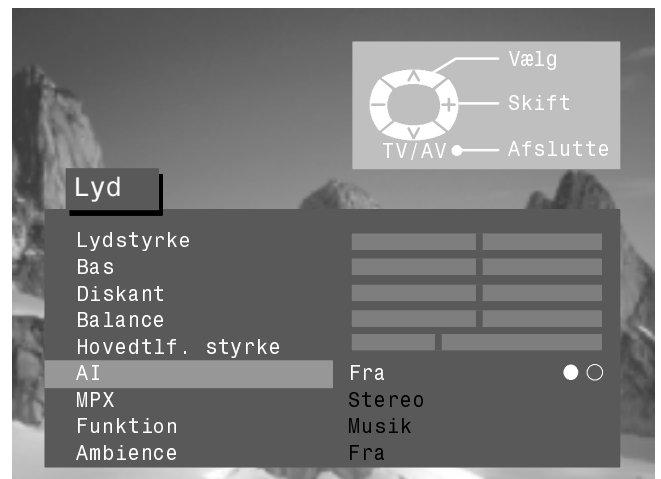 Vælg
Skift
TV/AV Afslutte
Lyd
Lydstyrke
Bas
Diskant
Balance
Hovedtlf. styrke
AI Fra
MPX Stereo
Funktion Musik
Ambience Fra